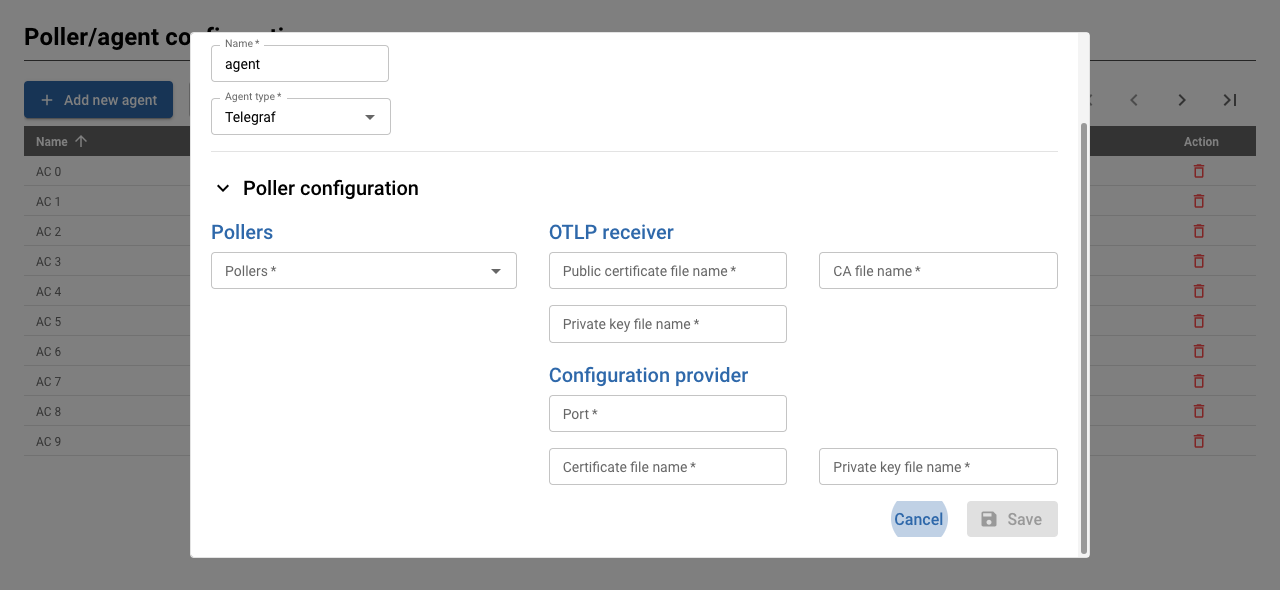 Poller/agent configuration
Name *
agent
Add new agent
Agent type *
Telegraf
Name
Action
AC 0
AC 1
AC 2
AC 3
AC 4
AC 5
AC 6
AC 7
AC 8
AC 9
Poller configuration
Pollers
Pollers *
OTLP receiver
Public certificate file name *
CA file name *
Private key file name *
Configuration provider
Port *
Certificate file name *
Private key file name *
Cancel
Save